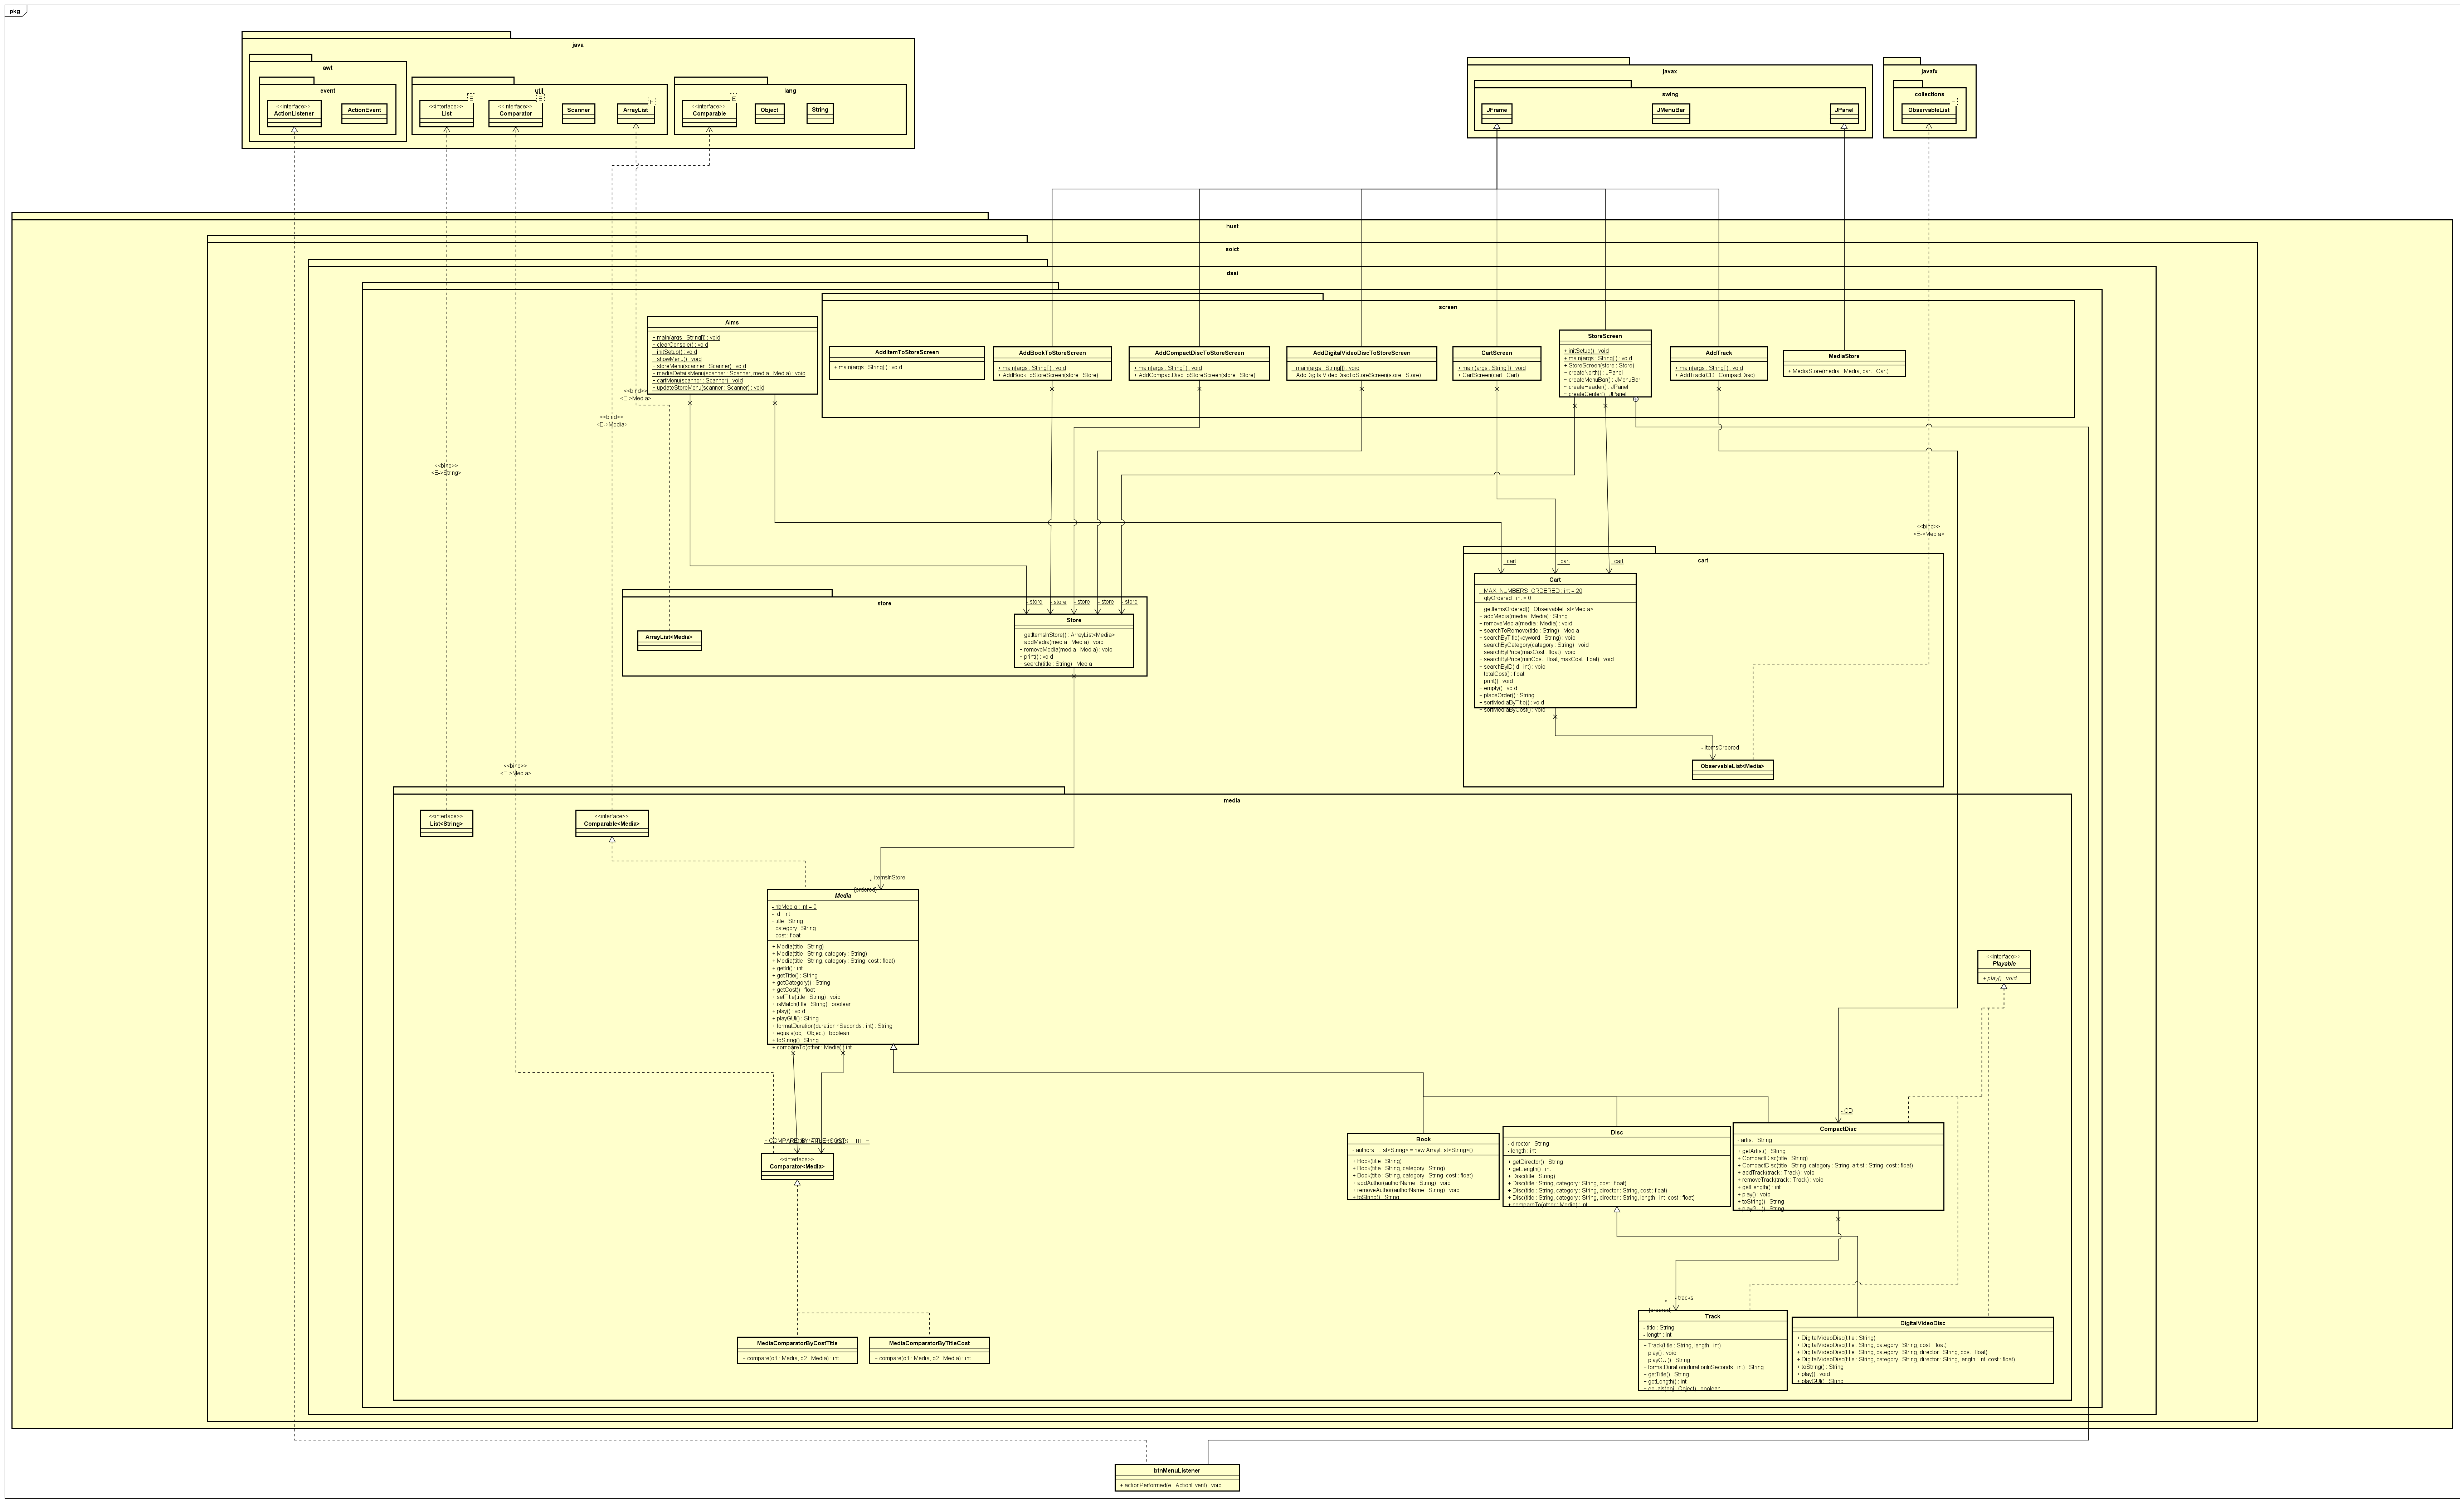 pkg
java
awt
event
<<interface>>
ActionListener
ActionEvent
util
<<interface>>
List
E
<<interface>>
Comparator
E
Scanner
ArrayList
E
lang
<<interface>>
Comparable
E
Object
String
javax
swing
JFrame
JMenuBar
JPanel
javafx
collections
ObservableList
E
hust
soict
dsai
screen
Aims
+ main(args : String[]) : void
+ clearConsole() : void
+ initSetup() : void
+ showMenu() : void
+ storeMenu(scanner : Scanner) : void
+ mediaDetailsMenu(scanner : Scanner, media : Media) : void
+ cartMenu(scanner : Scanner) : void
+ updateStoreMenu(scanner : Scanner) : void
AddItemToStoreScreen
+ main(args : String[]) : void
AddBookToStoreScreen
+ main(args : String[]) : void
+ AddBookToStoreScreen(store : Store)
AddCompactDiscToStoreScreen
+ main(args : String[]) : void
+ AddCompactDiscToStoreScreen(store : Store)
AddDigitalVideoDiscToStoreScreen
+ main(args : String[]) : void
+ AddDigitalVideoDiscToStoreScreen(store : Store)
CartScreen
+ main(args : String[]) : void
+ CartScreen(cart : Cart)
StoreScreen
+ initSetup() : void
+ main(args : String[]) : void
+ StoreScreen(store : Store)
~ createNorth() : JPanel
~ createMenuBar() : JMenuBar
~ createHeader() : JPanel
~ createCenter() : JPanel
AddTrack
+ main(args : String[]) : void
+ AddTrack(CD : CompactDisc)
MediaStore
+ MediaStore(media : Media, cart : Cart)
<<bind>>
<E->Media>
<<bind>>
<E->Media>
<<bind>>
<E->String>
<<bind>>
<E->Media>
<<bind>>
<E->Media>
store
ArrayList<Media>
- store
- store
- store
- store
- store
Store
+ getItemsInStore() : ArrayList<Media>
+ addMedia(media : Media) : void
+ removeMedia(media : Media) : void
+ print() : void
+ search(title : String) : Media
cart
- cart
- cart
- cart
Cart
+ MAX_NUMBERS_ORDERED : int = 20
+ qtyOrdered : int = 0
+ getItemsOrdered() : ObservableList<Media>
+ addMedia(media : Media) : String
+ removeMedia(media : Media) : void
+ searchToRemove(title : String) : Media
+ searchByTitle(keyword : String) : void
+ searchByCategory(category : String) : void
+ searchByPrice(maxCost : float) : void
+ searchByPrice(minCost : float, maxCost : float) : void
+ searchByID(id : int) : void
+ totalCost() : float
+ print() : void
+ empty() : void
+ placeOrder() : String
+ sortMediaByTitle() : void
+ sortMediaByCost() : void
- itemsOrdered
ObservableList<Media>
media
<<interface>>
List<String>
<<interface>>
Comparable<Media>
- itemsInStore
{ordered}
Media
- nbMedia : int = 0
- id : int
- title : String
- category : String
- cost : float
+ Media(title : String)
+ Media(title : String, category : String)
+ Media(title : String, category : String, cost : float)
+ getId() : int
+ getTitle() : String
+ getCategory() : String
+ getCost() : float
+ setTitle(title : String) : void
+ isMatch(title : String) : boolean
+ play() : void
+ playGUI() : String
+ formatDuration(durationInSeconds : int) : String
+ equals(obj : Object) : boolean
+ toString() : String
+ compareTo(other : Media) : int
<<interface>>
Playable
+ play() : void
<<interface>>
Comparator<Media>
- CD
Book
- authors : List<String> = new ArrayList<String>()
+ Book(title : String)
+ Book(title : String, category : String)
+ Book(title : String, category : String, cost : float)
+ addAuthor(authorName : String) : void
+ removeAuthor(authorName : String) : void
+ toString() : String
Disc
- director : String
- length : int
+ getDirector() : String
+ getLength() : int
+ Disc(title : String)
+ Disc(title : String, category : String, cost : float)
+ Disc(title : String, category : String, director : String, cost : float)
+ Disc(title : String, category : String, director : String, length : int, cost : float)
+ compareTo(other : Media) : int
CompactDisc
- artist : String
+ getArtist() : String
+ CompactDisc(title : String)
+ CompactDisc(title : String, category : String, artist : String, cost : float)
+ addTrack(track : Track) : void
+ removeTrack(track : Track) : void
+ getLength() : int
+ play() : void
+ toString() : String
+ playGUI() : String
MediaComparatorByCostTitle
+ compare(o1 : Media, o2 : Media) : int
MediaComparatorByTitleCost
+ compare(o1 : Media, o2 : Media) : int
* - tracks
{ordered}
Track
- title : String
- length : int
+ Track(title : String, length : int)
+ play() : void
+ playGUI() : String
+ formatDuration(durationInSeconds : int) : String
+ getTitle() : String
+ getLength() : int
+ equals(obj : Object) : boolean
DigitalVideoDisc
+ DigitalVideoDisc(title : String)
+ DigitalVideoDisc(title : String, category : String, cost : float)
+ DigitalVideoDisc(title : String, category : String, director : String, cost : float)
+ DigitalVideoDisc(title : String, category : String, director : String, length : int, cost : float)
+ toString() : String
+ play() : void
+ playGUI() : String
btnMenuListener
+ actionPerformed(e : ActionEvent) : void